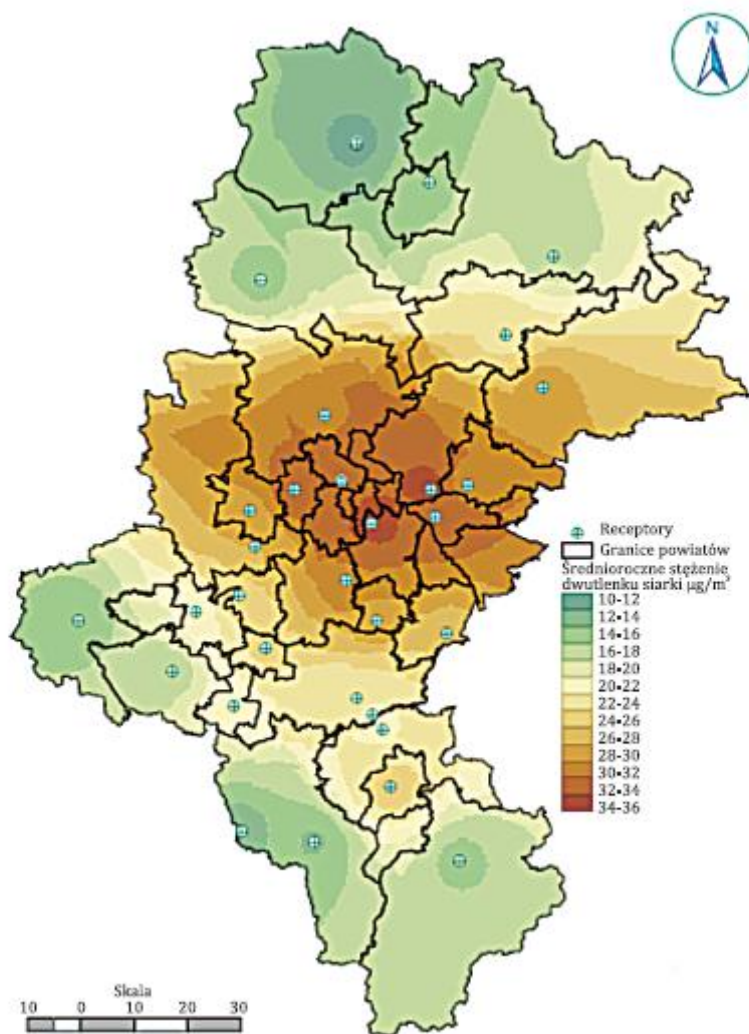 N
Receptory
Granice powiatów
Średnioroczne stężenie
dwutlenku siarki µg/m³
10-12
12-14
14-16
16-18
18-20
20-22
22-24
24-26
26-28
28-30
30-32
32-34
34-36
Skala
10 0 10 20 30